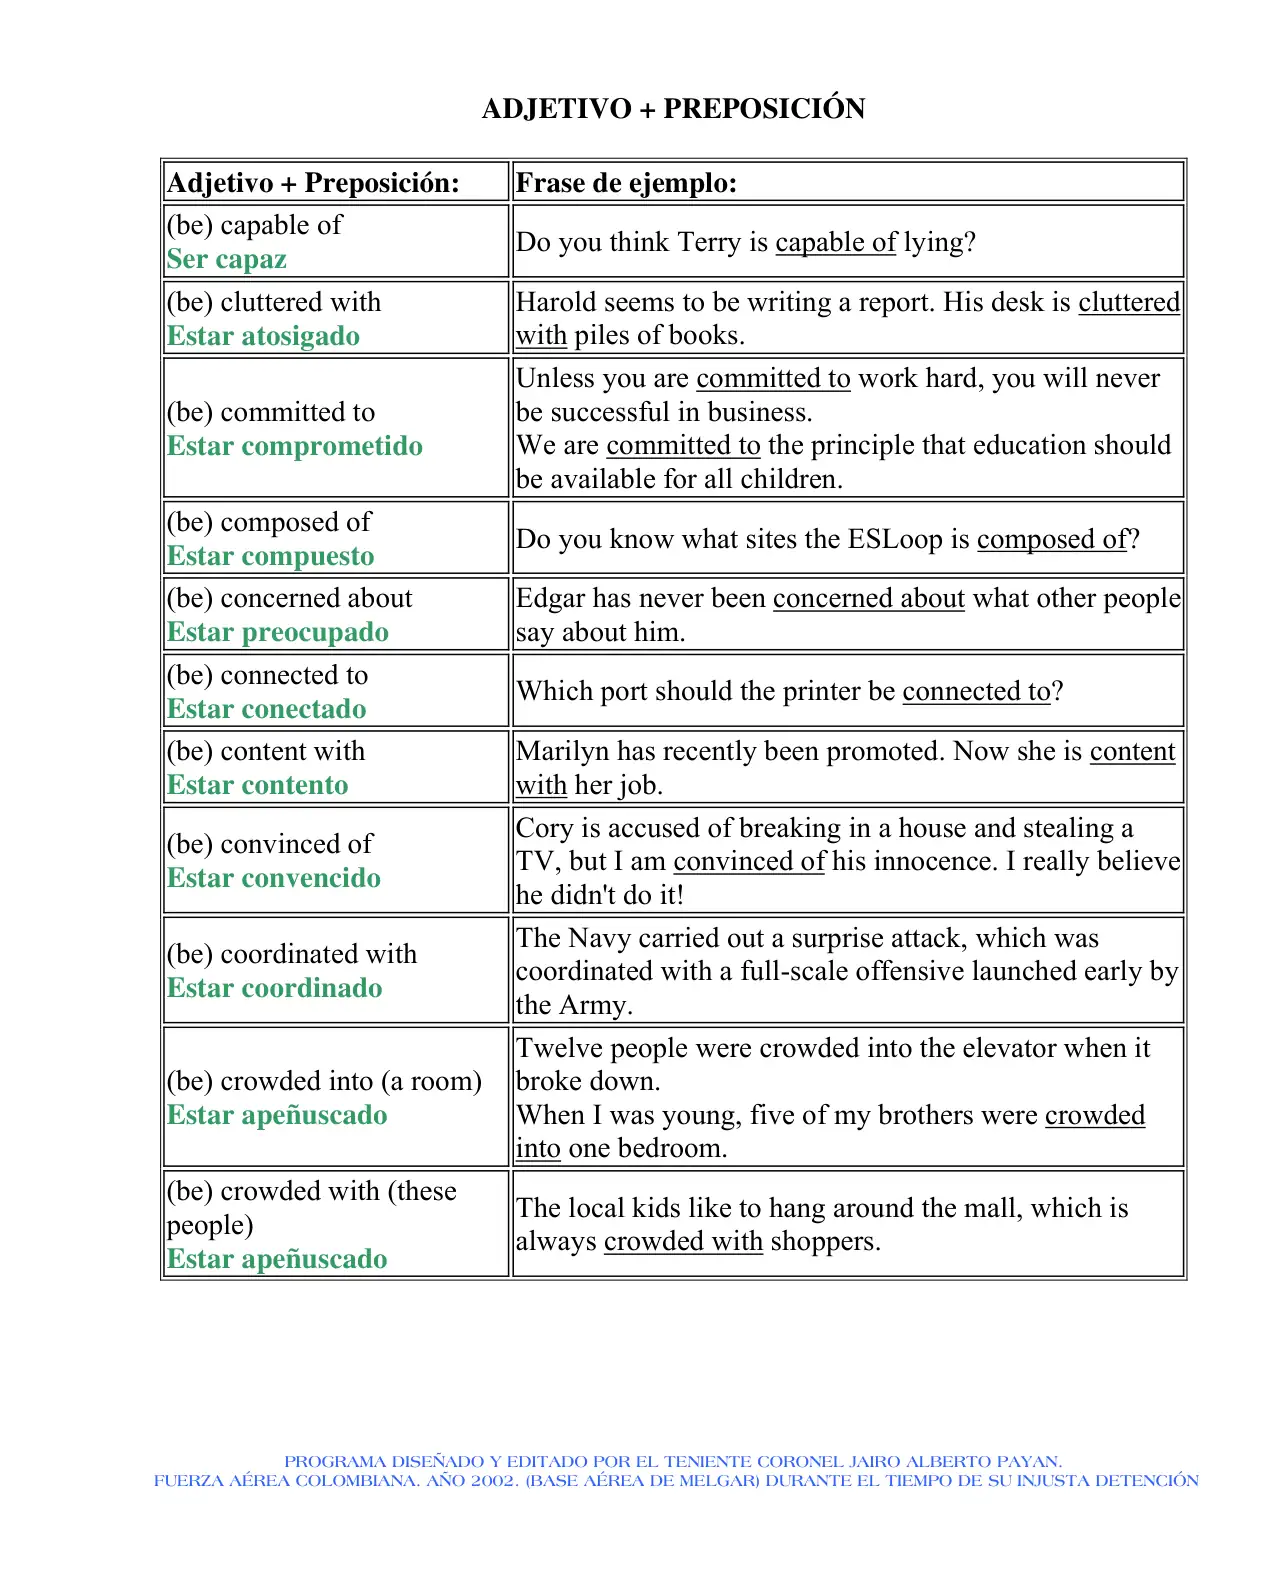 ADJETIVO + PREPOSICIÓN
Adjetivo + Preposición:
Frase de ejemplo:
(be) capable of
Ser capaz
Do you think Terry is capable of lying?
(be) cluttered with
Estar atosigado
Harold seems to be writing a report. His desk is cluttered
with piles of books.
(be) committed to
Estar comprometido
Unless you are committed to work hard, you will never
be successful in business.
We are committed to the principle that education should
be available for all children.
(be) composed of
Estar compuesto
Do you know what sites the ESLoop is composed of?
(be) concerned about
Estar preocupado
Edgar has never been concerned about what other people
say about him.
(be) connected to
Estar conectado
Which port should the printer be connected to?
(be) content with
Estar contento
Marilyn has recently been promoted. Now she is content
with her job.
(be) convinced of
Estar convencido
Cory is accused of breaking in a house and stealing a
TV, but I am convinced of his innocence. I really believe
he didn't do it!
(be) coordinated with
Estar coordinado
The Navy carried out a surprise attack, which was
coordinated with a full-scale offensive launched early by
the Army.
(be) crowded into (a room)
Estar apeñuscado
Twelve people were crowded into the elevator when it
broke down.
When I was young, five of my brothers were crowded
into one bedroom.
(be) crowded with (these
people)
Estar apeñuscado
The local kids like to hang around the mall, which is
always crowded with shoppers.
PROGRAMA DISEÑADO Y EDITADO POR EL TENIENTE CORONEL JAIRO ALBERTO PAYAN.
FUERZA AÉREA COLOMBIANA. AÑO 2002. (BASE AÉREA DE MELGAR) DURANTE EL TIEMPO DE SU INJUSTA DETENCIÓN